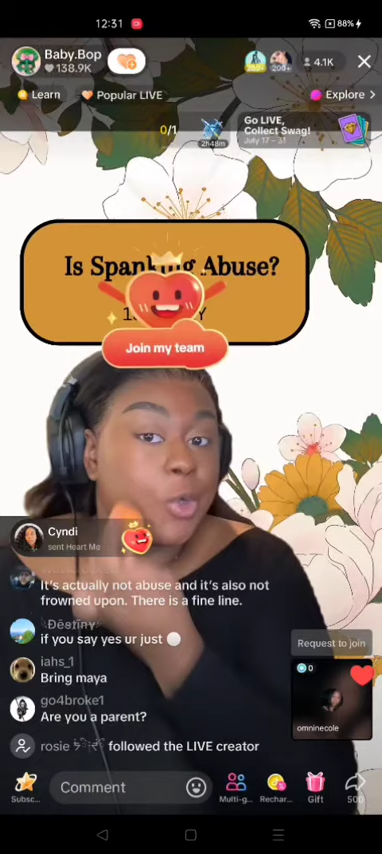 12:31
88%
Baby.Bop
138.9K
4.1K
Learn
Popular LIVE
Explore >
0/1
2h48m
Go LIVE,
Collect Swag!
July 17 – 31
Is Spanking Abuse?
Join my team
Cyndi
sent Heart Me
It's actually not abuse and it's also not
frowned upon. There is a fine line.
if you say yes ur just
iahs_1
Bring maya
go4broke1
Are you a parent?
rosie followed the LIVE creator
Request to join
0
omninecole
Subsc...
Comment
Multi-g...
Rechar...
Gift
500